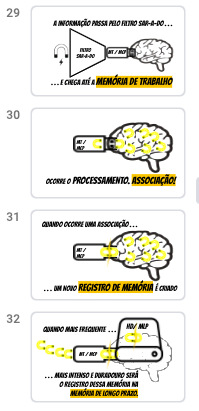 29
A INFORMAÇÃO PASSA PELO FILTRO SAR-A-DO...
FILTRO
SAR-A-DO
MT / MCP
...E CHEGA ATÉ A MEMÓRIA DE TRABALHO
30
MT /
MCP
OCORRE O PROCESSAMENTO. ASSOCIAÇÃO!
31
QUANDO OCORRE UMA ASSOCIAÇÃO...
MT /
MCP
... UM NOVO REGISTRO DE MEMÓRIA É CRIADO
32
QUANDO MAIS FREQUENTE ...
HD/ MLP
MT / MCP
... MAIS INTENSO E DURADOURO SERÁ
O REGISTRO DESSA MEMÓRIA NA
MEMÓRIA DE LONGO PRAZO.